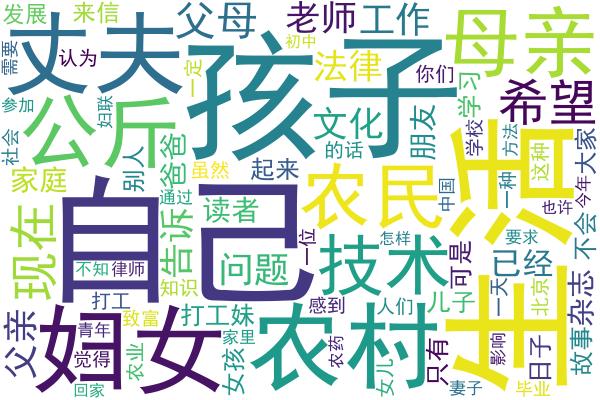 发展
来信
父母
老师
工作
丈夫
孩子
母亲
需要
认为
初中
一定
法律
你们
希望
参加
妇联
公斤
文化
朋友
学习
学校
方法
社会
别人
爸爸
虽然
的话
这种
大家
家庭
起来
中国
一种
今年
生活
现在
自己
告诉
通过
读者
农民
也许
不会
不知
律师
知识
问题
一位
技术
怎样
可是
已经
要求
打工
感到
人们
儿子
一天
北京
杂志
父亲
青年
妇女
致富
打工妹
家里
农村
只有
影响
日子
故事
觉得
农业
女孩
农药
女儿
回家
妻子
毕业